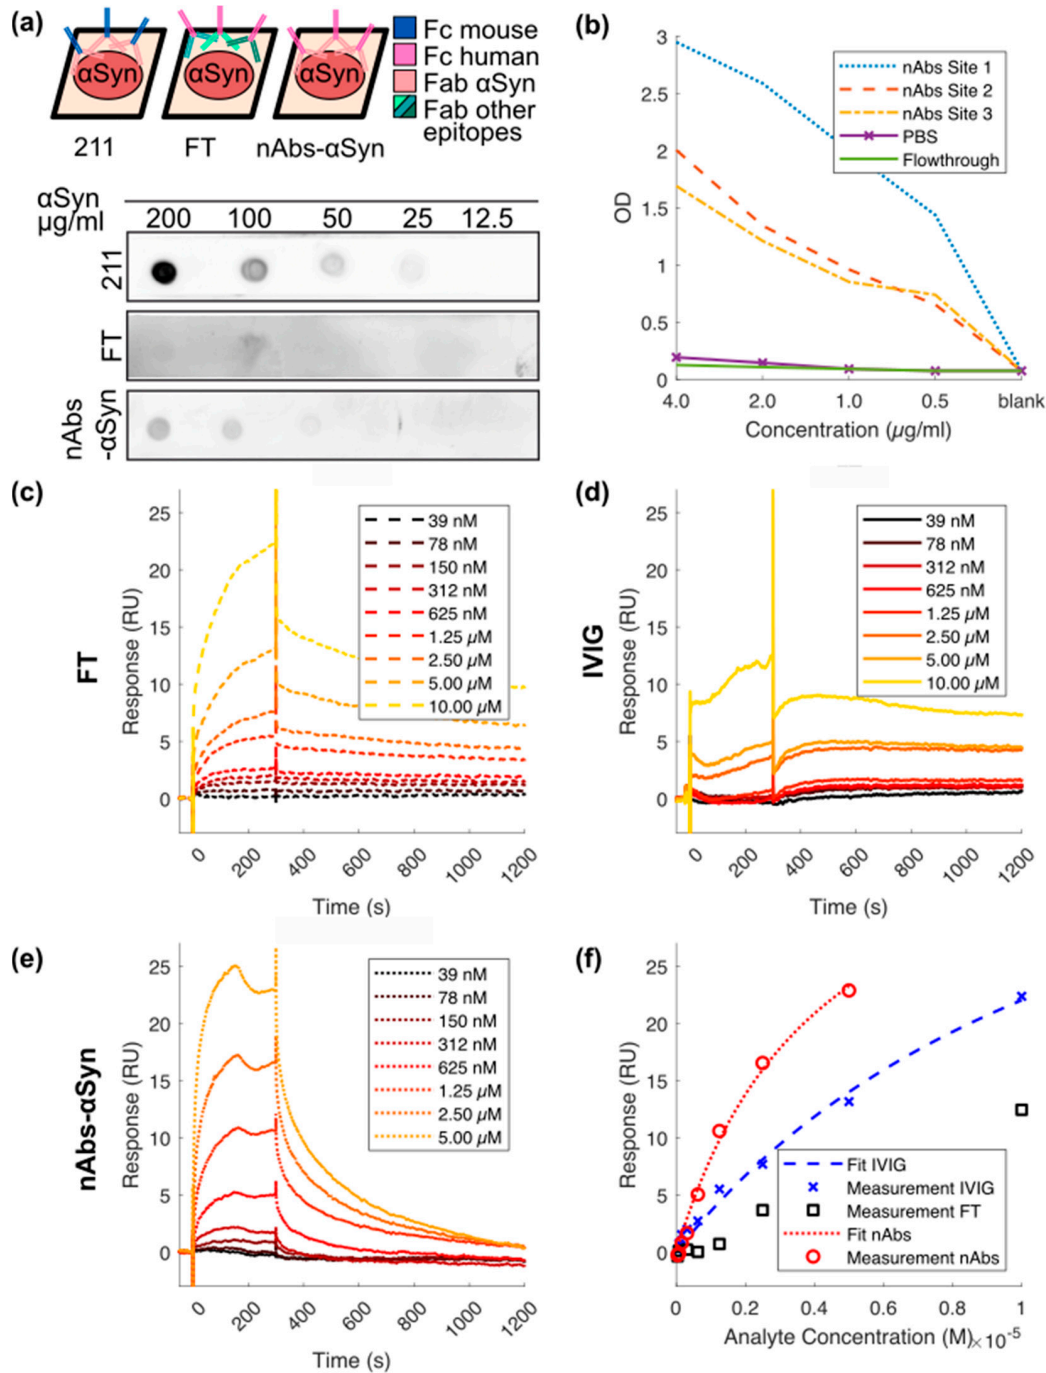 (a)
αSyn
αSyn
αSyn
211
FT
nAbs-αSyn
Fc mouse
Fc human
Fab αSyn
Fab other
epitopes
αSyn
µg/ml
200
100
50
25
12.5
211
FT
nAbs
-αSyn
(b)
3
2.5
2
1.5
1
0.5
0
OD
4.0
2.0
1.0
0.5
blank
Concentration (µg/ml)
nAbs Site 1
nAbs Site 2
nAbs Site 3
PBS
Flowthrough
(c)
FT
Response (RU)
25
20
15
10
5
0
0
200
400
600
800
1000
1200
Time (s)
39 nM
78 nM
150 nM
312 nM
625 nM
1.25 µM
2.50 µM
5.00 µM
10.00 µM
(d)
IVIG
Response (RU)
25
20
15
10
5
0
0
200
400
600
800
1000
1200
Time (s)
39 nM
78 nM
312 nM
625 nM
1.25 µM
2.50 µM
5.00 µM
10.00 µM
(e)
nAbs-αSyn
Response (RU)
25
20
15
10
5
0
0
200
400
600
800
1000
1200
Time (s)
39 nM
78 nM
150 nM
312 nM
625 nM
1.25 µM
2.50 µM
5.00 µM
(f)
Response (RU)
25
20
15
10
5
0
0
0.2
0.4
0.6
0.8
1
Analyte Concentration (M)
×10⁻⁵
Fit IVIG
Measurement IVIG
Measurement FT
Fit nAbs
Measurement nAbs